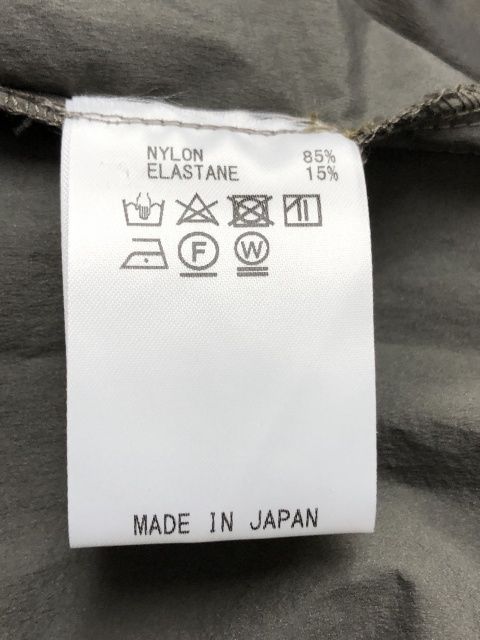 NYLON 85%
ELASTANE 15%
F W
MADE IN JAPAN